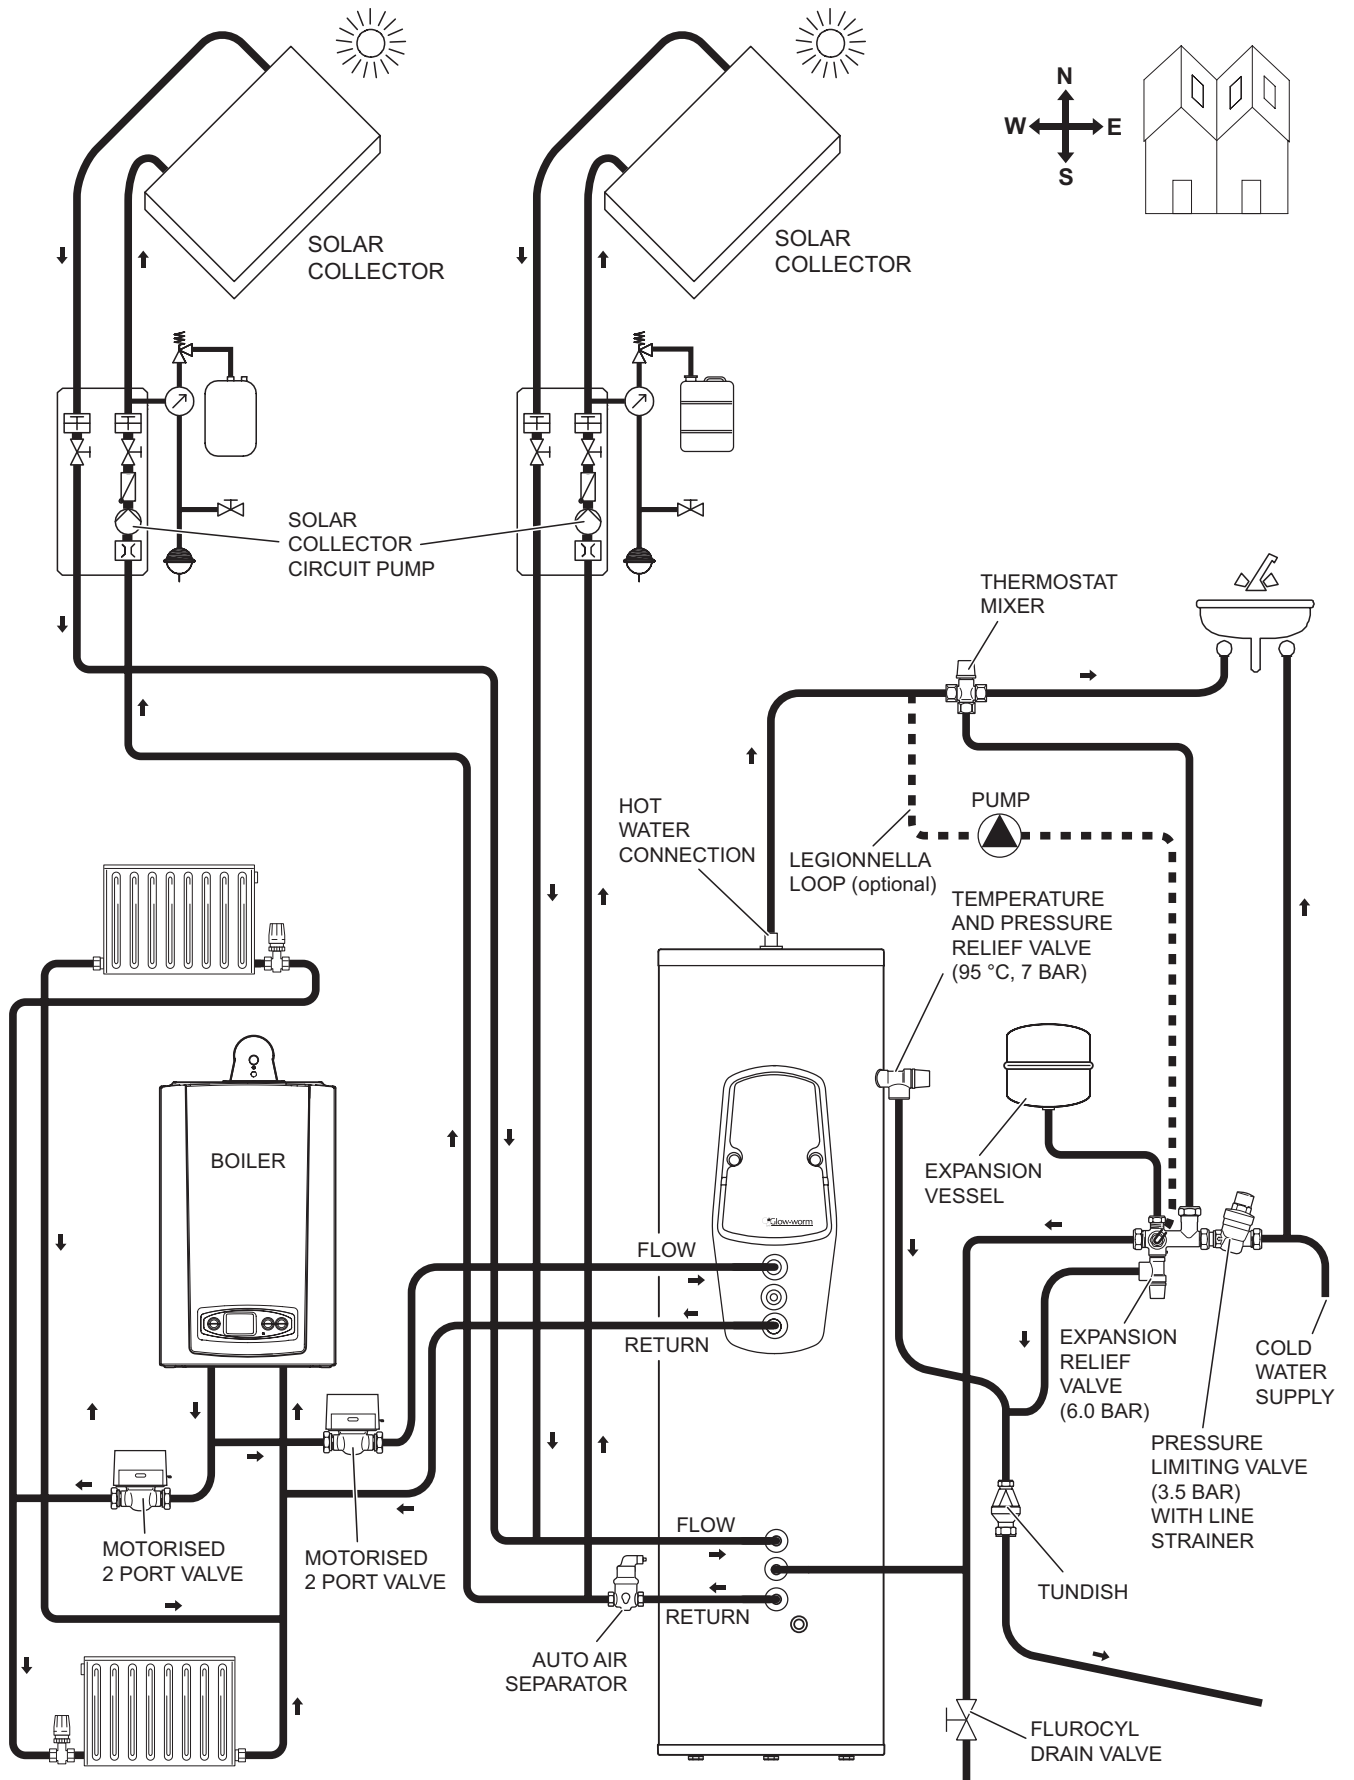 N
W E
S
SOLAR
COLLECTOR
SOLAR
COLLECTOR
SOLAR
COLLECTOR
CIRCUIT PUMP
THERMOSTAT
MIXER
HOT
WATER
CONNECTION
PUMP
LEGIONNELLA
LOOP (optional)
TEMPERATURE
AND PRESSURE
RELIEF VALVE
(95 °C, 7 BAR)
BOILER
EXPANSION
VESSEL
Glow-worm
FLOW
RETURN
EXPANSION
RELIEF
VALVE
(6.0 BAR)
COLD
WATER
SUPPLY
PRESSURE
LIMITING VALVE
(3.5 BAR)
WITH LINE
STRAINER
MOTORISED
2 PORT VALVE
MOTORISED
2 PORT VALVE
FLOW
RETURN
TUNDISH
AUTO AIR
SEPARATOR
FLUROCYL
DRAIN VALVE